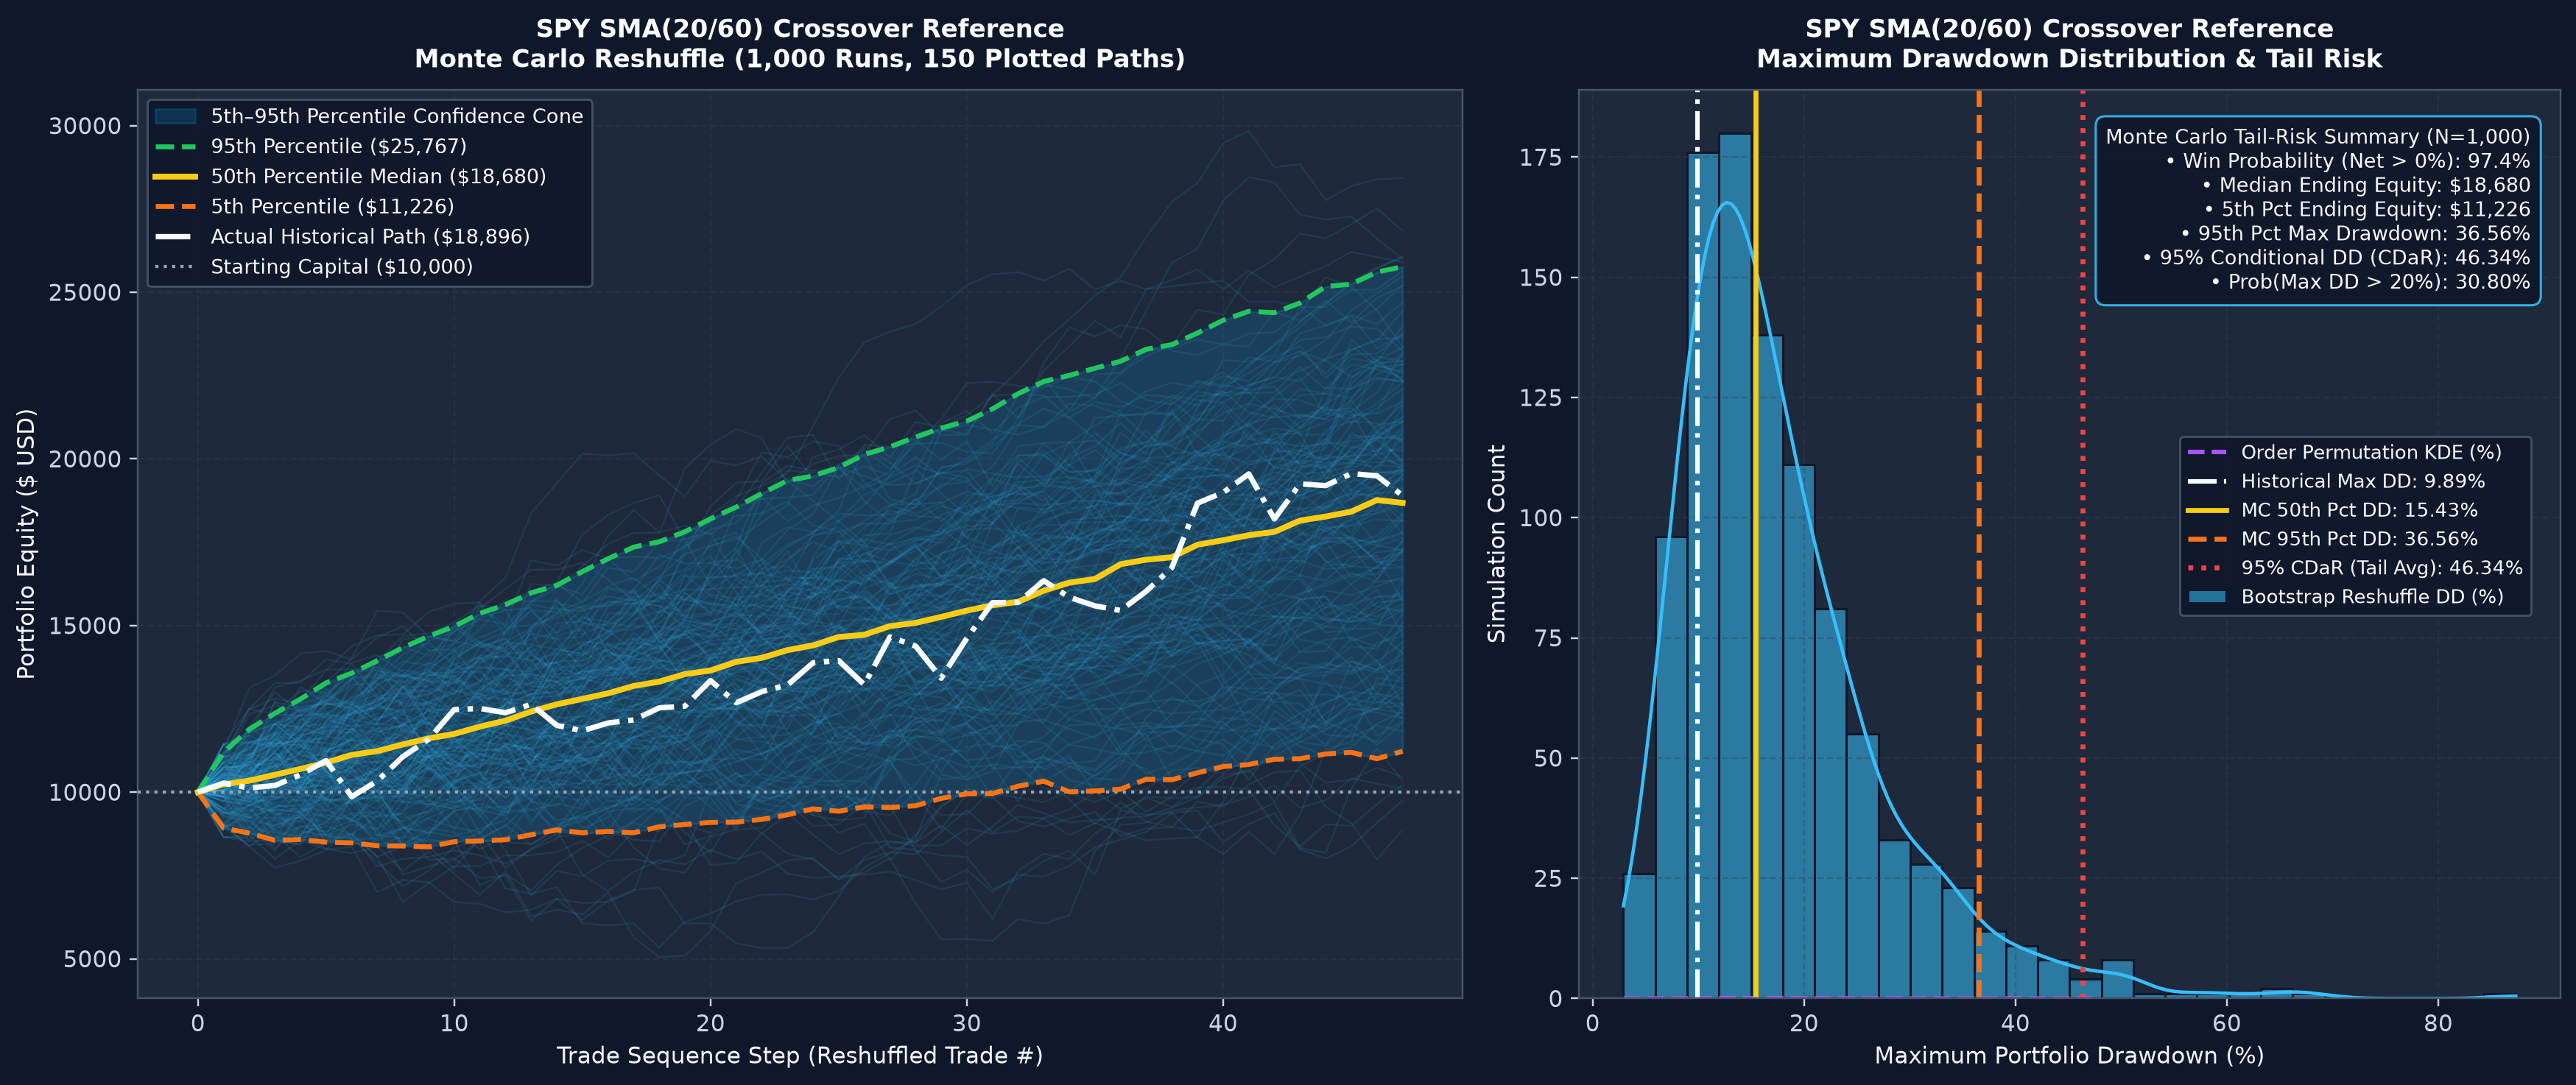 SPY SMA(20/60) Crossover Reference
Monte Carlo Reshuffle (1,000 Runs, 150 Plotted Paths)
5th–95th Percentile Confidence Cone
95th Percentile ($25,767)
50th Percentile Median ($18,680)
5th Percentile ($11,226)
Actual Historical Path ($18,896)
Starting Capital ($10,000)
Portfolio Equity ($ USD)
30000
25000
20000
15000
10000
5000
0
10
20
30
40
Trade Sequence Step (Reshuffled Trade #)
SPY SMA(20/60) Crossover Reference
Maximum Drawdown Distribution & Tail Risk
Monte Carlo Tail-Risk Summary (N=1,000)
• Win Probability (Net > 0%): 97.4%
• Median Ending Equity: $18,680
• 5th Pct Ending Equity: $11,226
• 95th Pct Max Drawdown: 36.56%
• 95% Conditional DD (CDaR): 46.34%
• Prob(Max DD > 20%): 30.80%
Order Permutation KDE (%)
Historical Max DD: 9.89%
MC 50th Pct DD: 15.43%
MC 95th Pct DD: 36.56%
95% CDaR (Tail Avg): 46.34%
Bootstrap Reshuffle DD (%)
Simulation Count
175
150
125
100
75
50
25
0
0
20
40
60
80
Maximum Portfolio Drawdown (%)